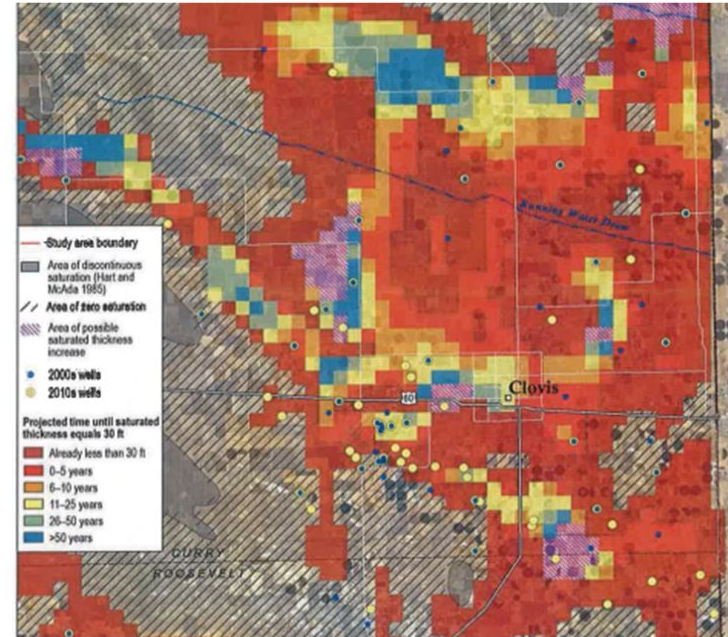 Running Water Draw
Study area boundary
Area of discontinuous
saturation (Hart and
McAda 1985)
Area of zero saturation
Area of possible
saturated thickness
increase
2000s wells
2010s wells
Projected time until saturated
thickness equals 30 ft
Already less than 30 ft
0–5 years
6–10 years
11–25 years
26–50 years
>50 years
Clovis
60
CURRY
ROOSEVELT